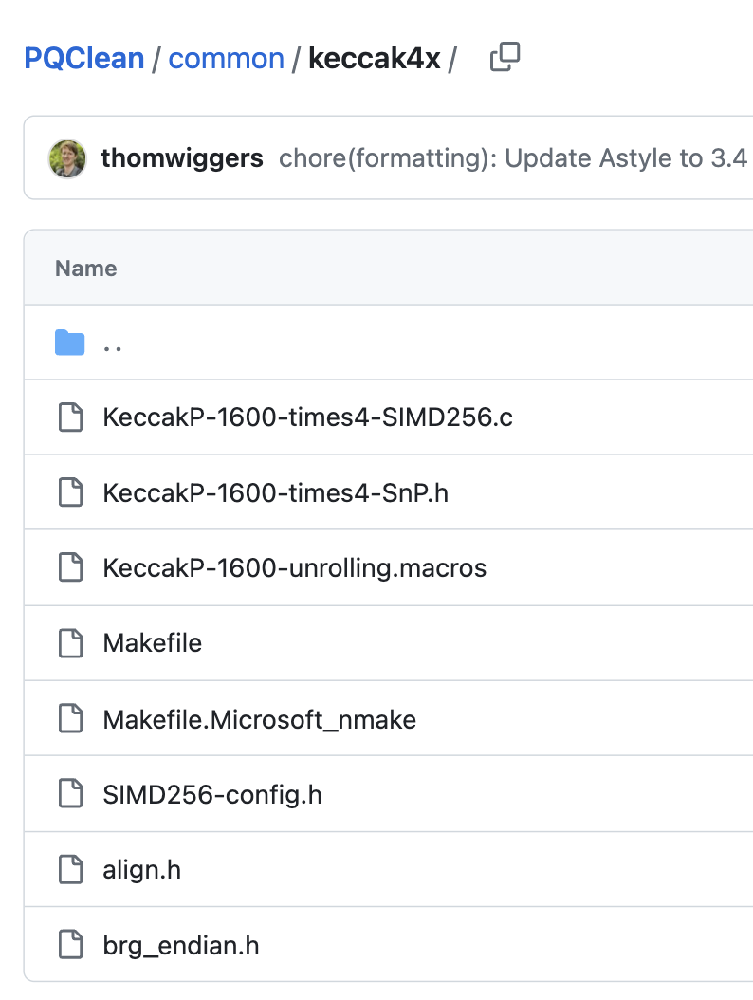 PQClean / common / keccak4x /
thomwiggers chore(formatting): Update Astyle to 3.4
Name
..
KeccakP-1600-times4-SIMD256.c
KeccakP-1600-times4-SnP.h
KeccakP-1600-unrolling.macros
Makefile
Makefile.Microsoft_nmake
SIMD256-config.h
align.h
brg_endian.h